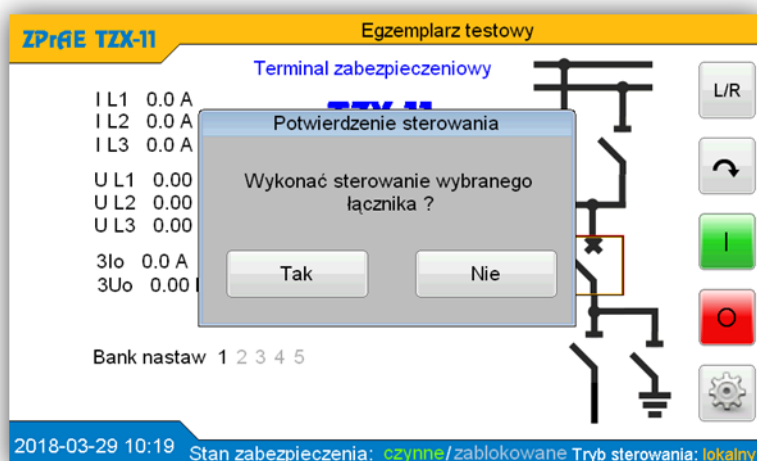 ZPrAE TZX-11
Egzemplarz testowy
Terminal zabezpieczeniowy
TZX-11
I L1 0.0 A
I L2 0.0 A
I L3 0.0 A
U L1 0.00
U L2 0.00
U L3 0.00
3Io 0.0 A
3Uo 0.00
Potwierdzenie sterowania
Wykonać sterowanie wybranego
łącznika ?
Tak Nie
L/R
I
O
Bank nastaw 1 2 3 4 5
2018-03-29 10:19 Stan zabezpieczenia: czynne/zablokowane Tryb sterowania: lokalny